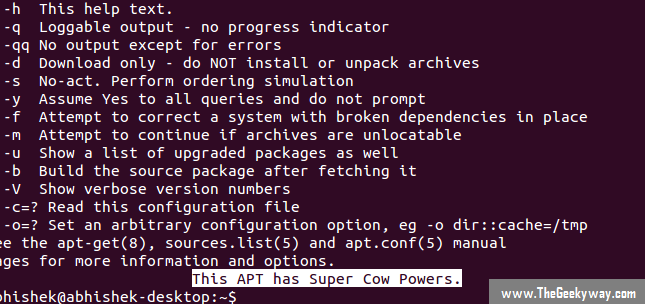 -h This help text.
-q Loggable output - no progress indicator
-qq No output except for errors
-d Download only - do NOT install or unpack archives
-s No-act. Perform ordering simulation
-y Assume Yes to all queries and do not prompt
-f Attempt to correct a system with broken dependencies in place
-m Attempt to continue if archives are unlocatable
-u Show a list of upgraded packages as well
-b Build the source package after fetching it
-V Show verbose version numbers
-c=? Read this configuration file
-o=? Set an arbitrary configuration option, eg -o dir::cache=/tmp
ee the apt-get(8), sources.list(5) and apt.conf(5) manual
ages for more information and options.
This APT has Super Cow Powers.
bhishek@abhishek-desktop:~$
www.TheGeekyway.com